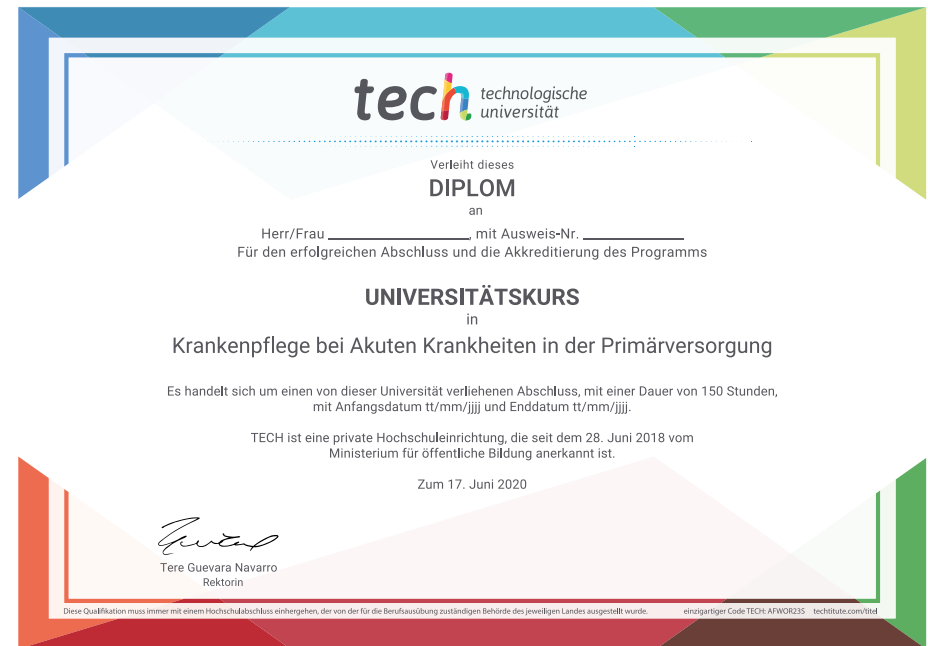 tech technologische
universität
Verleiht dieses
DIPLOM
an
Herr/Frau ____________________, mit Ausweis-Nr. ______________
Für den erfolgreichen Abschluss und die Akkreditierung des Programms
UNIVERSITÄTSKURS
in
Krankenpflege bei Akuten Krankheiten in der Primärversorgung
Es handelt sich um einen von dieser Universität verliehenen Abschluss, mit einer Dauer von 150 Stunden,
mit Anfangsdatum tt/mm/jjjj und Enddatum tt/mm/jjjj.
TECH ist eine private Hochschuleinrichtung, die seit dem 28. Juni 2018 vom
Ministerium für öffentliche Bildung anerkannt ist.
Zum 17. Juni 2020
Tere Guevara Navarro
Rektorin
Diese Qualifikation muss immer mit einem Hochschulabschluss einhergehen, der von der für die Berufsausübung zuständigen Behörde des jeweiligen Landes ausgestellt wurde. einzigartiger Code TECH: AFWOR23S techtitute.com/titel